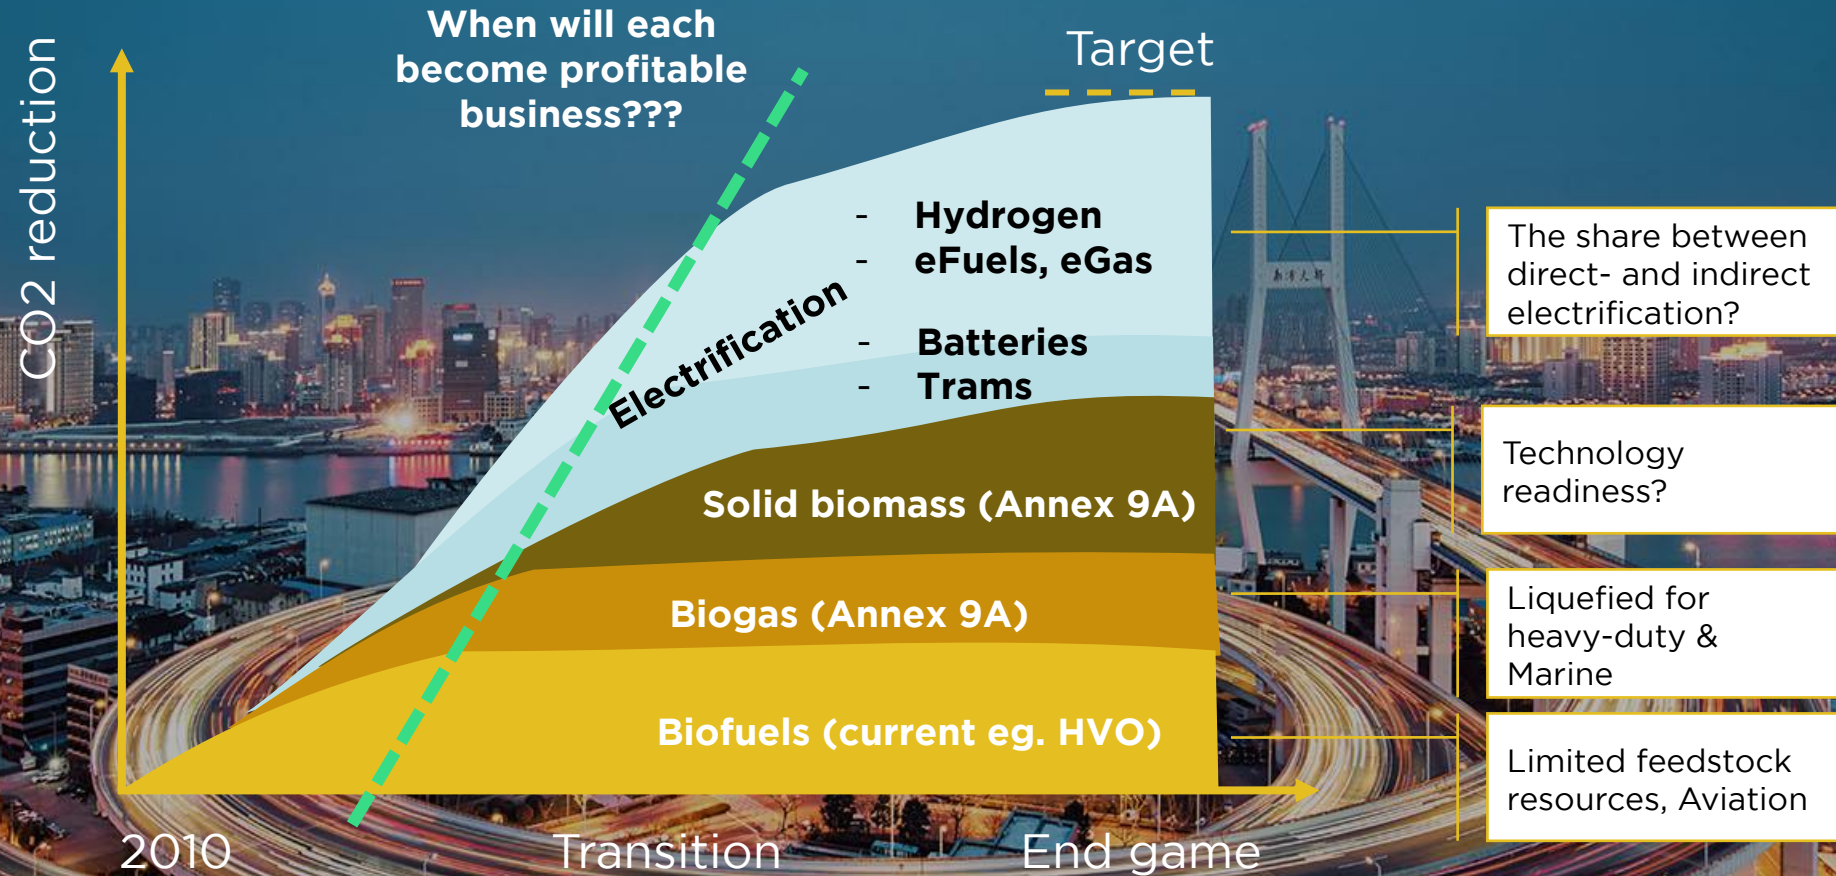 When will each
become profitable
business???
Target
CO2 reduction
- Hydrogen
- eFuels, eGas
Electrification
- Batteries
- Trams
Solid biomass (Annex 9A)
Biogas (Annex 9A)
Biofuels (current eg. HVO)
The share between
direct- and indirect
electrification?
Technology
readiness?
Liquefied for
heavy-duty &
Marine
Limited feedstock
resources, Aviation
2010
Transition
End game